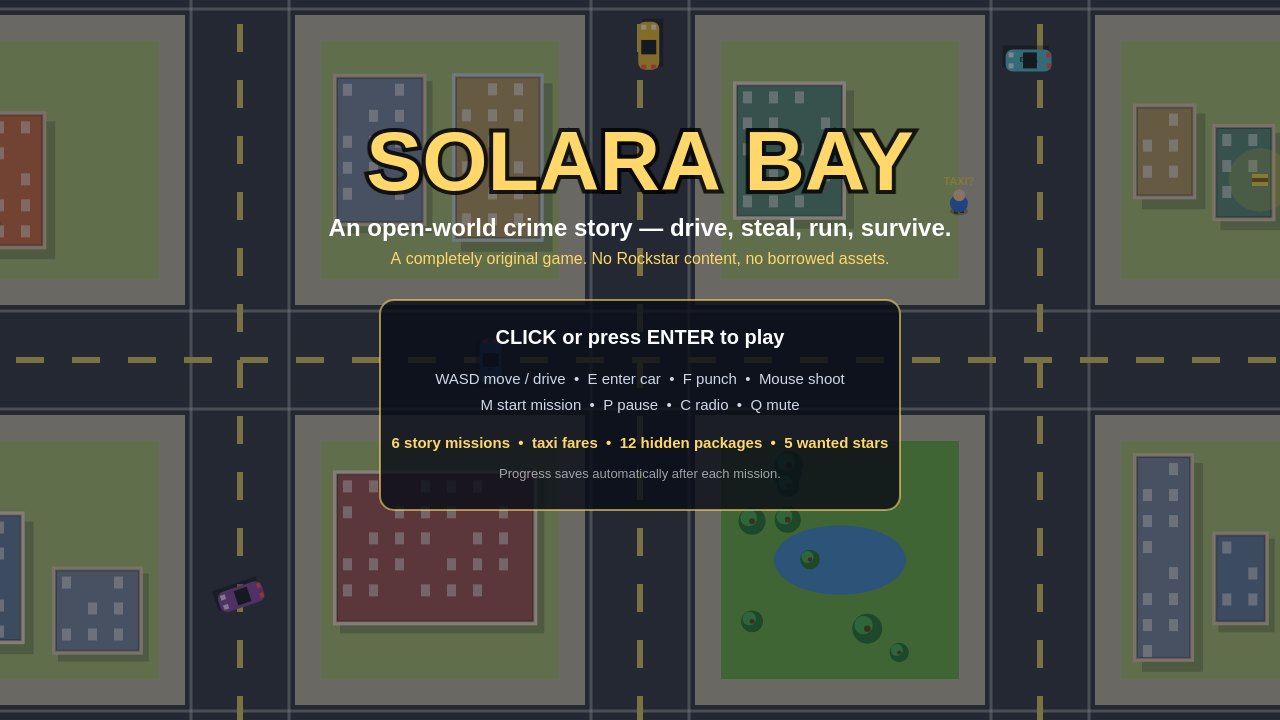 SOLARA BAY
TAXI?
An open-world crime story — drive, steal, run, survive.
A completely original game. No Rockstar content, no borrowed assets.
CLICK or press ENTER to play
WASD move / drive • E enter car • F punch • Mouse shoot
M start mission • P pause • C radio • Q mute
6 story missions • taxi fares • 12 hidden packages • 5 wanted stars
Progress saves automatically after each mission.